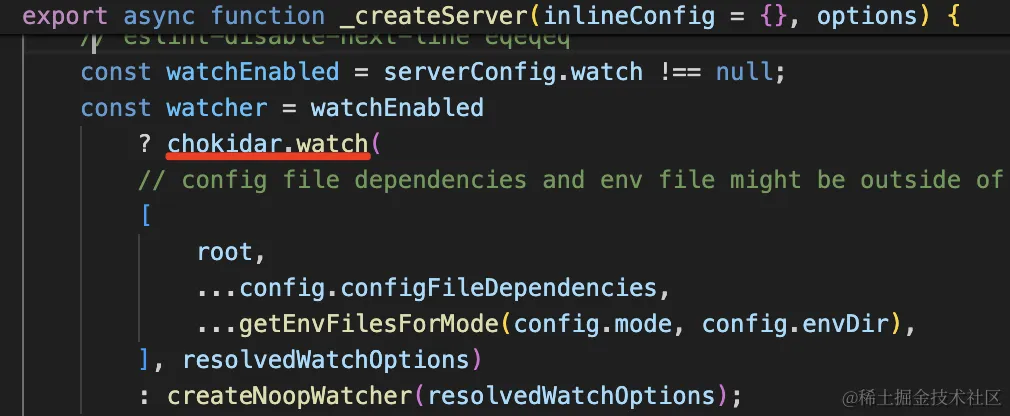 export async function _createServer(inlineConfig = {}, options) {
// eslint-disable-next-line eqeqeq
const watchEnabled = serverConfig.watch !== null;
const watcher = watchEnabled
? chokidar.watch(
// config file dependencies and env file might be outside of
[
root,
...config.configFileDependencies,
...getEnvFilesForMode(config.mode, config.envDir),
], resolvedWatchOptions)
: createNoopWatcher(resolvedWatchOptions);
@稀土掘金技术社区